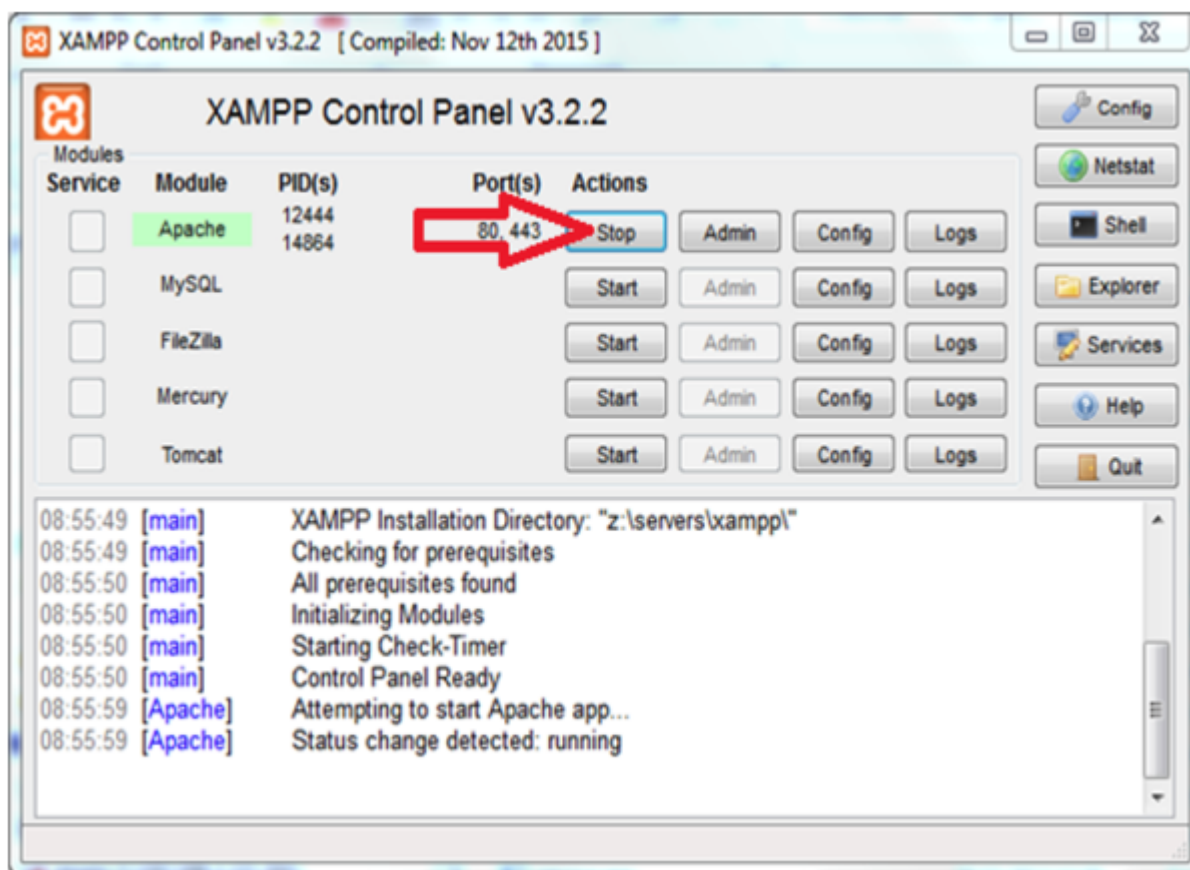 XAMPP Control Panel v3.2.2 [ Compiled: Nov 12th 2015 ]
XAMPP Control Panel v3.2.2
Config
Modules
Service Module PID(s) Port(s) Actions
Netstat
Apache 12444 14864 80, 443 Stop Admin Config Logs
Shell
MySQL Start Admin Config Logs
Explorer
FileZilla Start Admin Config Logs
Services
Mercury Start Admin Config Logs
Help
Tomcat Start Admin Config Logs
Quit
08:55:49 [main] XAMPP Installation Directory: "z:\servers\xampp\"
08:55:49 [main] Checking for prerequisites
08:55:50 [main] All prerequisites found
08:55:50 [main] Initializing Modules
08:55:50 [main] Starting Check-Timer
08:55:50 [main] Control Panel Ready
08:55:59 [Apache] Attempting to start Apache app...
08:55:59 [Apache] Status change detected: running